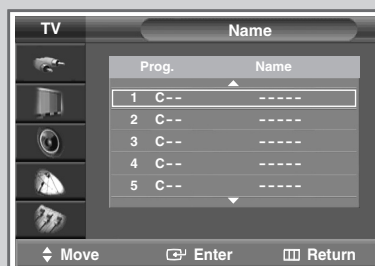 TV Name
Prog. Name
1 C-- -----
2 C-- -----
3 C-- -----
4 C-- -----
5 C-- -----
Move Enter Return